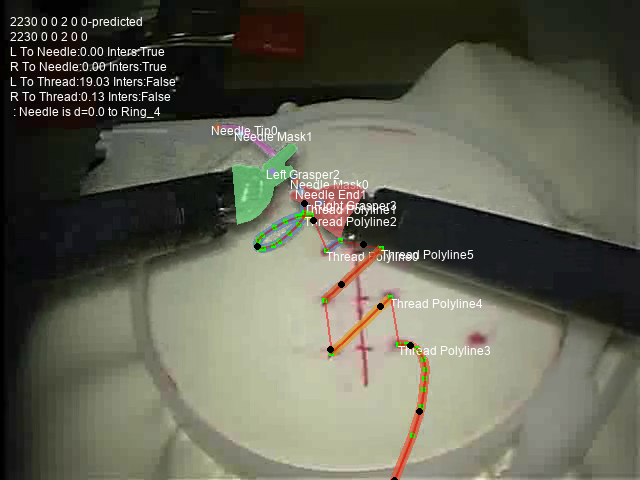 2230 0 0 2 0 0-predicted
2230 0 0 2 0 0
L To Needle:0.00 Inters:True
R To Needle:0.00 Inters:True
L To Thread:19.03 Inters:False
R To Thread:0.13 Inters:False
: Needle is d=0.0 to Ring_4
Needle Tip0
Needle Mask1
Left Grasper2
Needle Mask0
Needle End1
Right Grasper3
Thread Polyline1
Thread Polyline2
Thread Polyline0
Thread Polyline5
Thread Polyline4
Thread Polyline3